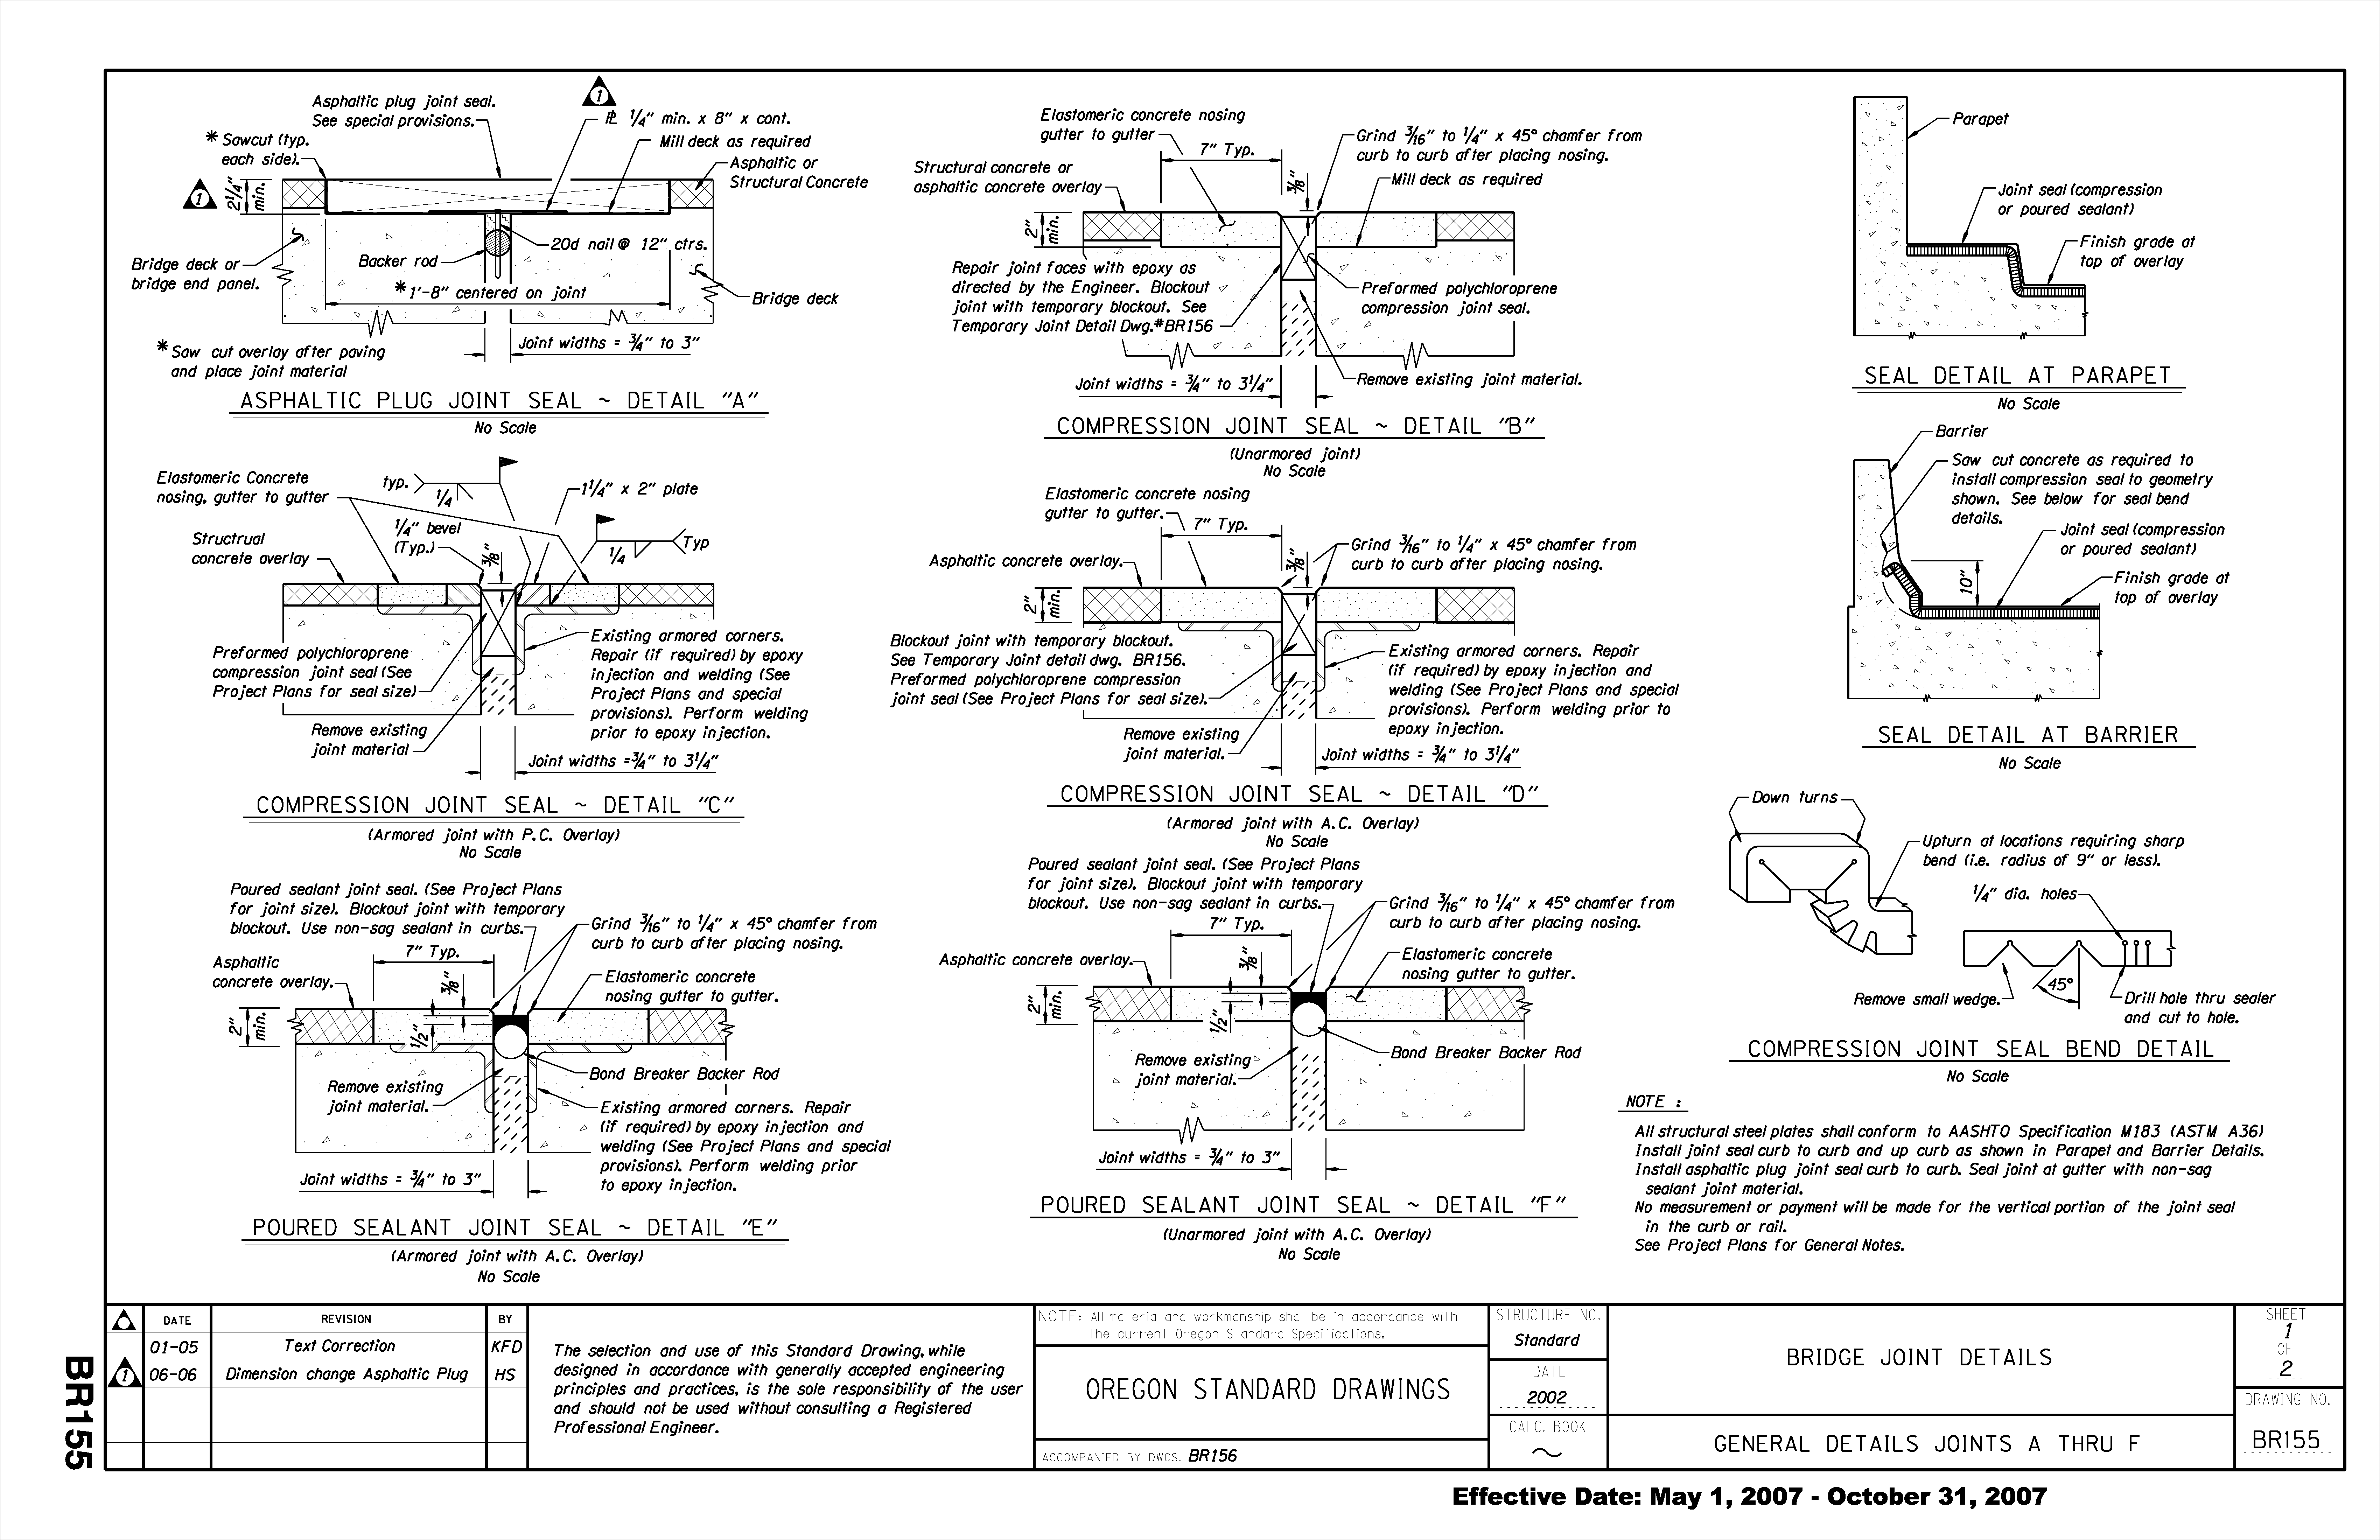 Asphaltic plug joint seal.
See special provisions.
1
℄ 1/4" min. x 8" x cont.
Mill deck as required
Asphaltic or
Structural Concrete
* Sawcut (typ.
each side).
1
2 1/4"
min.
20d nail @ 12" ctrs.
Backer rod
Bridge deck or
bridge end panel.
*1'-8" centered on joint
Bridge deck
Joint widths = 3/4" to 3"
* Saw cut overlay after paving
and place joint material
ASPHALTIC PLUG JOINT SEAL ~ DETAIL "A"
No Scale
Elastomeric concrete nosing
gutter to gutter
7" Typ.
3/8"
Grind 3/16" to 1/4" x 45° chamfer from
curb to curb after placing nosing.
Structural concrete or
asphaltic concrete overlay
Mill deck as required
2"
min.
Repair joint faces with epoxy as
directed by the Engineer. Blockout
joint with temporary blockout. See
Temporary Joint Detail Dwg.#BR156
Preformed polychloroprene
compression joint seal.
Joint widths = 3/4" to 3 1/4"
Remove existing joint material.
COMPRESSION JOINT SEAL ~ DETAIL "B"
(Unarmored joint)
No Scale
Parapet
Joint seal (compression
or poured sealant)
Finish grade at
top of overlay
SEAL DETAIL AT PARAPET
No Scale
Elastomeric Concrete
nosing, gutter to gutter
typ.
1/4
1 1/4" x 2" plate
1/4" bevel
(Typ.)
3/8"
1/4
Typ
Structrual
concrete overlay
Preformed polychloroprene
compression joint seal (See
Project Plans for seal size)
Existing armored corners.
Repair (if required) by epoxy
injection and welding (See
Project Plans and special
provisions). Perform welding
prior to epoxy injection.
Remove existing
joint material
Joint widths =3/4" to 3 1/4"
COMPRESSION JOINT SEAL ~ DETAIL "C"
(Armored joint with P.C. Overlay)
No Scale
Elastomeric concrete nosing
gutter to gutter.
7" Typ.
3/8"
Grind 3/16" to 1/4" x 45° chamfer from
curb to curb after placing nosing.
Asphaltic concrete overlay.
2"
min.
Blockout joint with temporary blockout.
See Temporary Joint detail dwg. BR156.
Preformed polychloroprene compression
joint seal (See Project Plans for seal size).
Existing armored corners. Repair
(if required) by epoxy injection and
welding (See Project Plans and special
provisions). Perform welding prior to
epoxy injection.
Remove existing
joint material.
Joint widths = 3/4" to 3 1/4"
COMPRESSION JOINT SEAL ~ DETAIL "D"
(Armored joint with A.C. Overlay)
No Scale
Barrier
Saw cut concrete as required to
install compression seal to geometry
shown. See below for seal bend
details.
Joint seal (compression
or poured sealant)
10"
Finish grade at
top of overlay
SEAL DETAIL AT BARRIER
No Scale
Poured sealant joint seal. (See Project Plans
for joint size). Blockout joint with temporary
blockout. Use non-sag sealant in curbs.
Grind 3/16" to 1/4" x 45° chamfer from
curb to curb after placing nosing.
7" Typ.
3/8"
Asphaltic
concrete overlay.
Elastomeric concrete
nosing gutter to gutter.
2"
min.
1/2"
Bond Breaker Backer Rod
Remove existing
joint material.
Existing armored corners. Repair
(if required) by epoxy injection and
welding (See Project Plans and special
provisions). Perform welding prior
to epoxy injection.
Joint widths = 3/4" to 3"
POURED SEALANT JOINT SEAL ~ DETAIL "E"
(Armored joint with A.C. Overlay)
No Scale
Poured sealant joint seal. (See Project Plans
for joint size). Blockout joint with temporary
blockout. Use non-sag sealant in curbs.
Grind 3/16" to 1/4" x 45° chamfer from
curb to curb after placing nosing.
7" Typ.
3/8"
Asphaltic concrete overlay.
Elastomeric concrete
nosing gutter to gutter.
2"
min.
1/2"
Remove existing
joint material.
Bond Breaker Backer Rod
Joint widths = 3/4" to 3"
POURED SEALANT JOINT SEAL ~ DETAIL "F"
(Unarmored joint with A.C. Overlay)
No Scale
Down turns
Upturn at locations requiring sharp
bend (i.e. radius of 9" or less).
1/4" dia. holes
45°
Remove small wedge.
Drill hole thru sealer
and cut to hole.
COMPRESSION JOINT SEAL BEND DETAIL
No Scale
NOTE :
All structural steel plates shall conform to AASHTO Specification M183 (ASTM A36)
Install joint seal curb to curb and up curb as shown in Parapet and Barrier Details.
Install asphaltic plug joint seal curb to curb. Seal joint at gutter with non-sag
sealant joint material.
No measurement or payment will be made for the vertical portion of the joint seal
in the curb or rail.
See Project Plans for General Notes.
DATE REVISION BY
01-05 Text Correction KFD
1 06-06 Dimension change Asphaltic Plug HS
The selection and use of this Standard Drawing, while
designed in accordance with generally accepted engineering
principles and practices, is the sole responsibility of the user
and should not be used without consulting a Registered
Professional Engineer.
NOTE: All material and workmanship shall be in accordance with
the current Oregon Standard Specifications.
OREGON STANDARD DRAWINGS
ACCOMPANIED BY DWGS. BR156
STRUCTURE NO.
Standard
DATE
2002
CALC. BOOK
~
BRIDGE JOINT DETAILS
GENERAL DETAILS JOINTS A THRU F
SHEET
1
OF
2
DRAWING NO.
BR155
BR155
Effective Date: May 1, 2007 - October 31, 2007